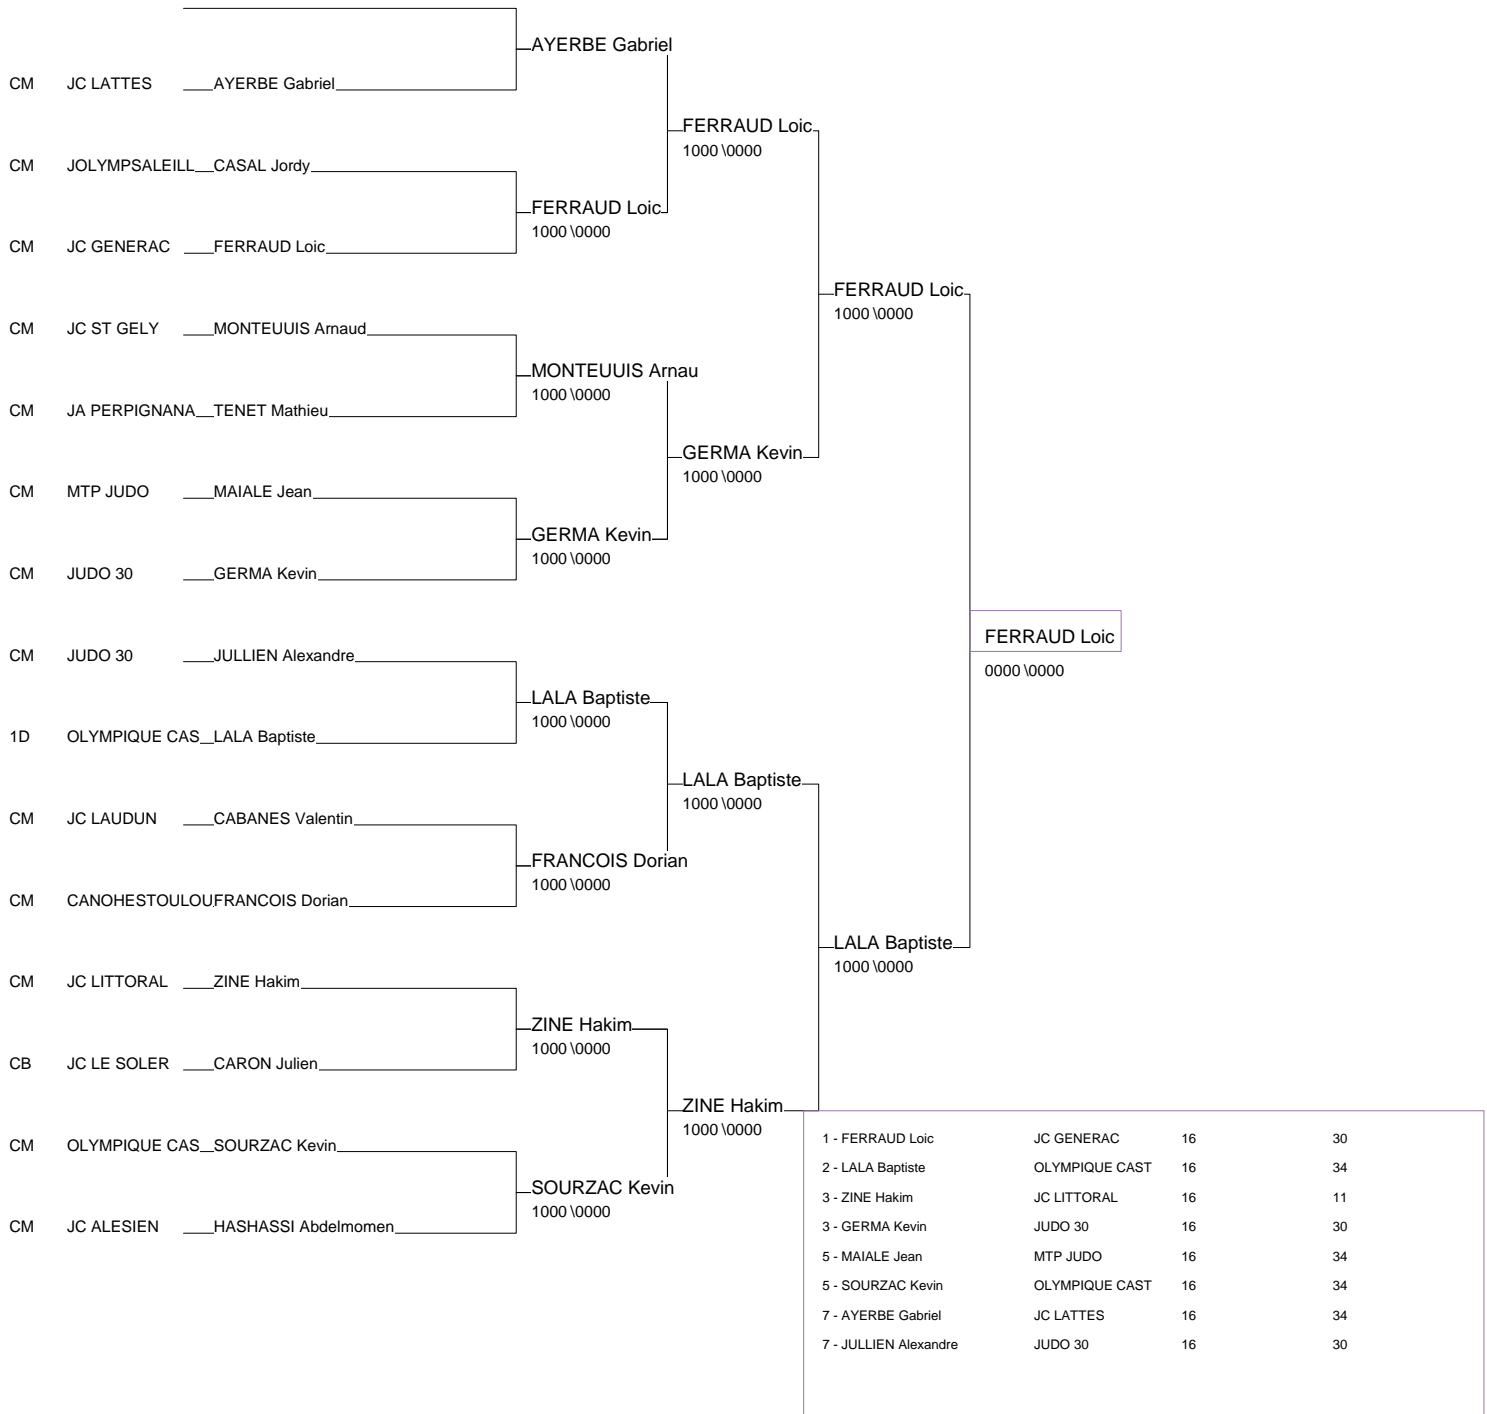 AYERBE Gabriel
CM JC LATTES AYERBE Gabriel
FERRAUD Loic
1000 \0000
CM JOLYMPSALEILL CASAL Jordy
FERRAUD Loic
1000 \0000
CM JC GENERAC FERRAUD Loic
FERRAUD Loic
1000 \0000
CM JC ST GELY MONTEUUIS Arnaud
MONTEUUIS Arnau
1000 \0000
CM JA PERPIGNANA TENET Mathieu
GERMA Kevin
1000 \0000
CM MTP JUDO MAIALE Jean
GERMA Kevin
1000 \0000
CM JUDO 30 GERMA Kevin
FERRAUD Loic
0000 \0000
CM JUDO 30 JULLIEN Alexandre
LALA Baptiste
1000 \0000
1D OLYMPIQUE CAS LALA Baptiste
LALA Baptiste
1000 \0000
CM JC LAUDUN CABANES Valentin
FRANCOIS Dorian
1000 \0000
CM CANOHESTOULOU FRANCOIS Dorian
LALA Baptiste
1000 \0000
CM JC LITTORAL ZINE Hakim
ZINE Hakim
1000 \0000
CB JC LE SOLER CARON Julien
ZINE Hakim
1000 \0000
CM OLYMPIQUE CAS SOURZAC Kevin
SOURZAC Kevin
1000 \0000
CM JC ALESIEN HASHASSI Abdelmomen
1 - FERRAUD Loic JC GENERAC 16 30
2 - LALA Baptiste OLYMPIQUE CAST 16 34
3 - ZINE Hakim JC LITTORAL 16 11
3 - GERMA Kevin JUDO 30 16 30
5 - MAIALE Jean MTP JUDO 16 34
5 - SOURZAC Kevin OLYMPIQUE CAST 16 34
7 - AYERBE Gabriel JC LATTES 16 34
7 - JULLIEN Alexandre JUDO 30 16 30